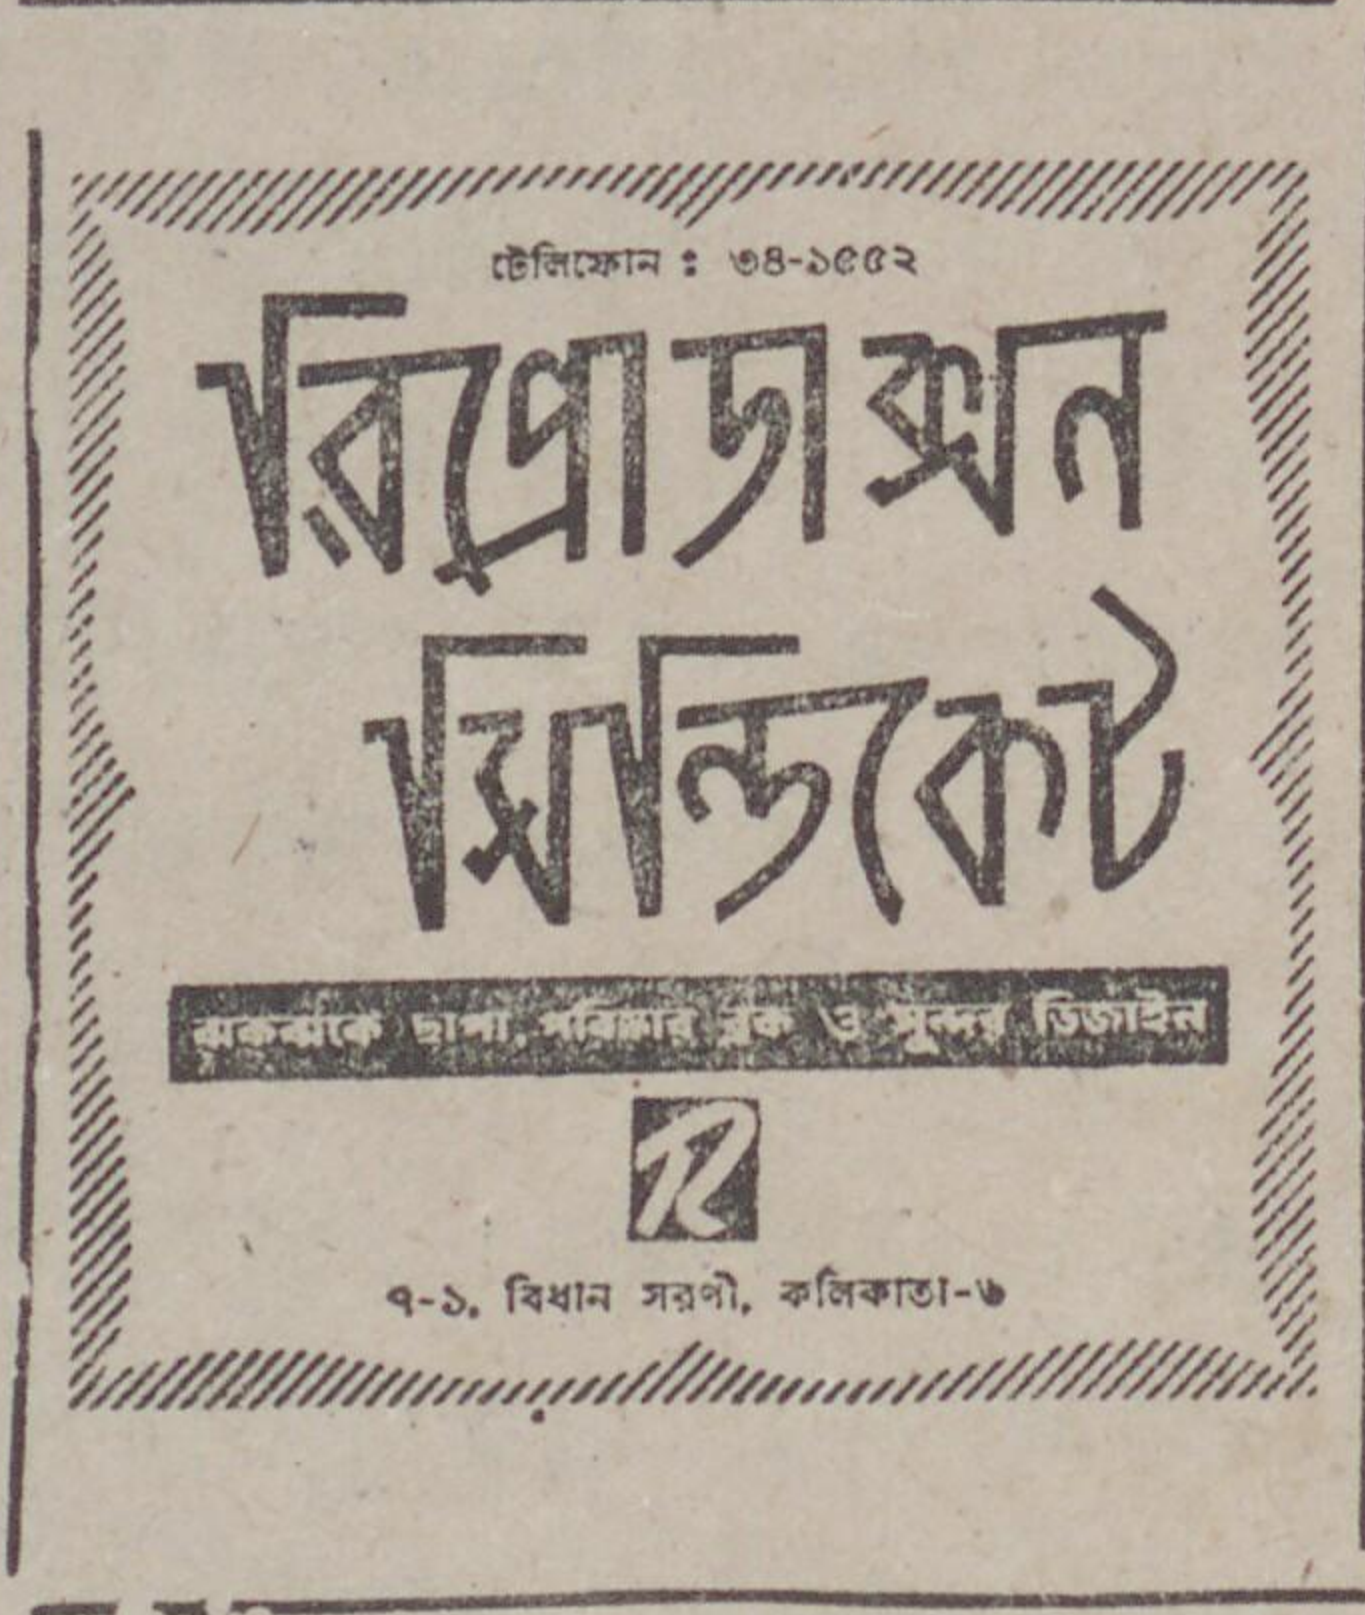 টেলিফোন : ৩৪-১৫৫২
রিপ্রোডাক্সন
সিন্ডিকেট
ঝকঝকে ছাপা, পরিষ্কার ব্লক ও সুন্দর ডিজাইন
R
৭-১, বিধান সরণী, কলিকাতা-৬